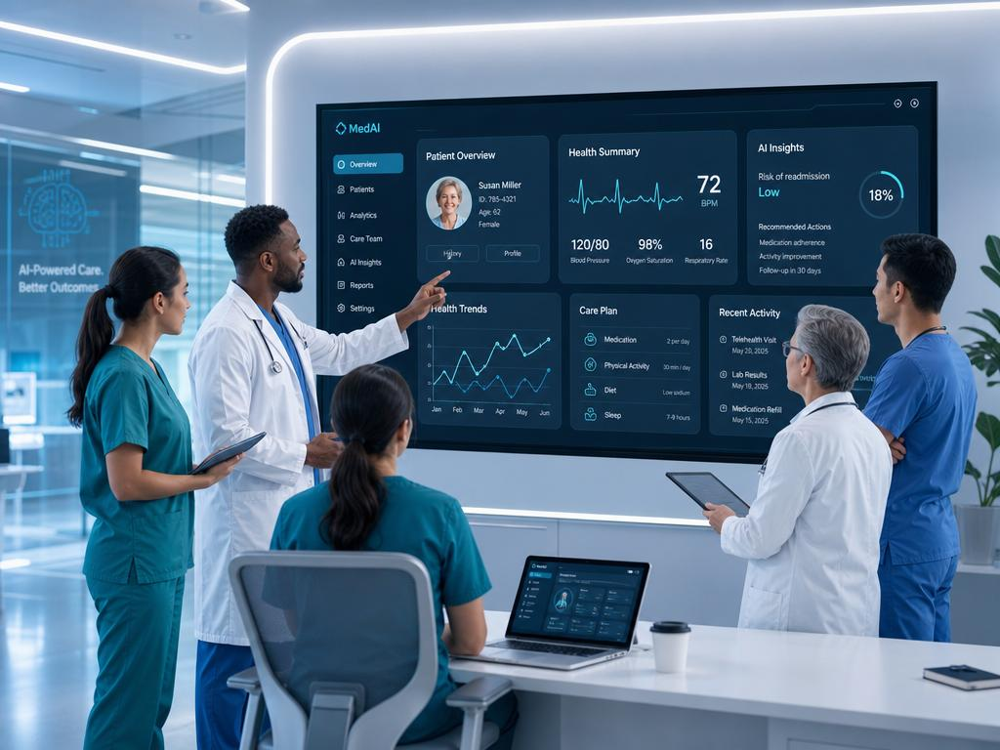 MedAI
Overview
Patients
Analytics
Care Team
AI Insights
Reports
Settings
Patient Overview
Susan Miller
ID: 785-4321
Age: 62
Female
History
Profile
Health Summary
72
BPM
120/80
Blood Pressure
98%
Oxygen Saturation
16
Respiratory Rate
AI Insights
Risk of readmission
Low
18%
Recommended Actions
Medication adherence
Activity improvement
Follow-up in 30 days
Health Trends
Jan Feb Mar Apr May Jun
Care Plan
Medication
2 per day
Physical Activity
30 min / day
Diet
Low sodium
Sleep
7-9 hours
Recent Activity
Telehealth Visit
May 20, 2025
Lab Results
May 18, 2025
Medication Refill
May 15, 2025
AI-Powered Care.
Better Outcomes
MedAI